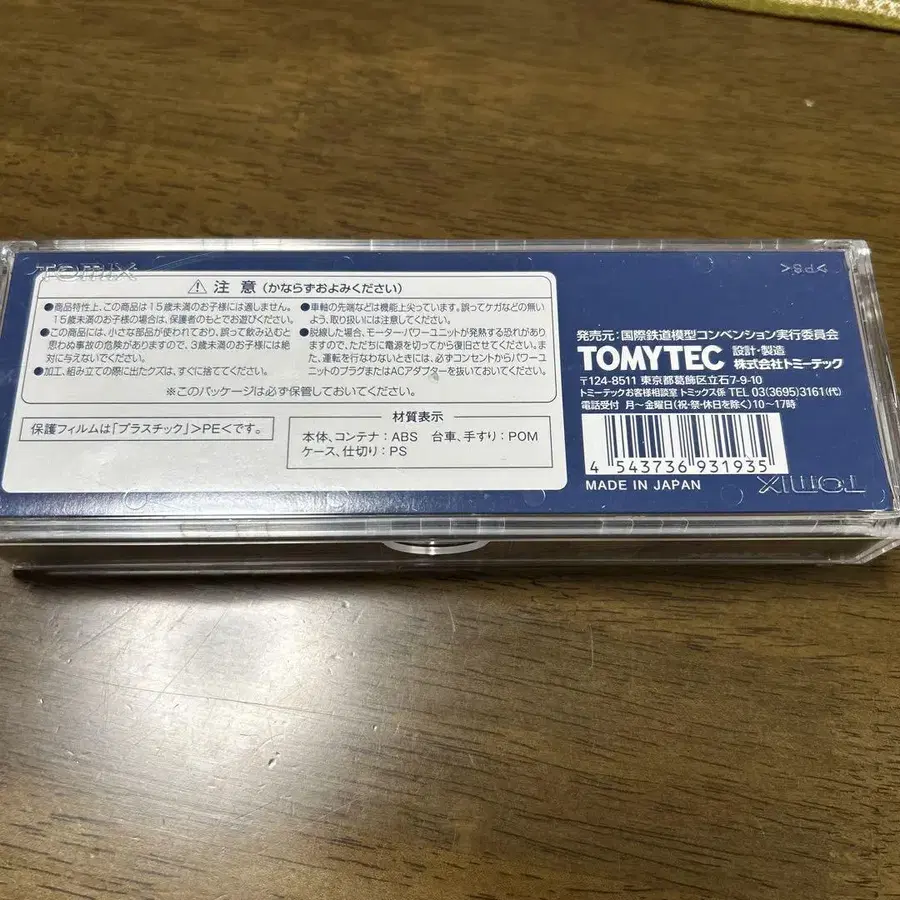 TOMIX
>PS<
⚠ 注意(かならずおよみください)
●商品特性上、この商品は15歳未満のお子様には適しません。
15歳未満のお子様の場合は、保護者のもとでお遊びください。
●この商品には、小さな部品が使われており、誤って飲み込むと
思わぬ事故の危険がありますので、3歳未満のお子様には絶
対に与えないでください。
●加工、組み立ての際に出たクズは、すぐに捨ててください。
●車軸の先端などは機能上尖っています。誤ってケガなどの無い
よう、取り扱いには注意してください。
●脱線した場合、モーターやパワーユニットが発熱する恐れがあり
ますので、ただちに電源を切ってから復旧させてください。ま
た、運転を行なわないときには、必ずコンセントからパワーユ
ニットのプラグまたはACアダプターを抜いておいてください。
※このパッケージは必ず保管しておいてください。
保護フィルムは「プラスチック」>PE<です。
材質表示
本体、コンテナ:ABS 台車、手すり:POM
ケース、仕切り:PS
発売元:国際鉄道模型コンベンション実行委員会
TOMYTEC 設計・製造
株式会社トミーテック
〒124-8511 東京都葛飾区立石7-9-10
トミーテックお客様相談室 トミックス係 TEL 03(3695)3161(代)
電話受付 月〜金曜日(祝・祭・休日を除く)10〜17時
4 543736 931935
MADE IN JAPAN
TOMIX